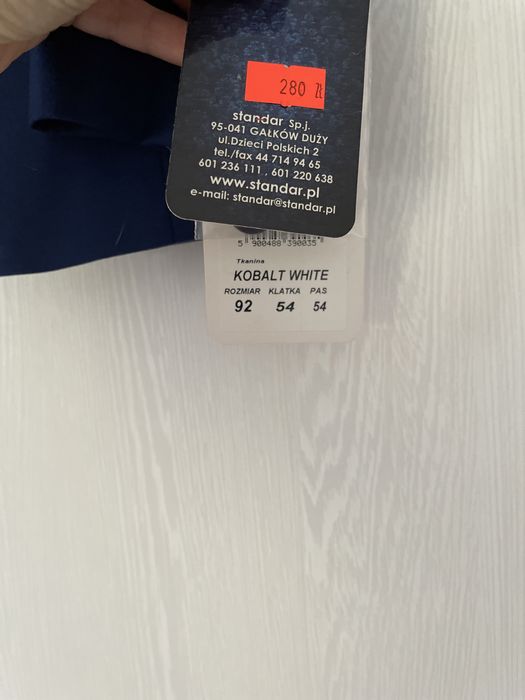 280 ZŁ
standar Sp.j.
95-041 GAŁKÓW DUŻY
ul.Dzieci Polskich 2
tel./fax 44 714 94 65
601 236 111 , 601 220 638
www.standar.pl
e-mail: standar@standar.pl
5 900488 390035
Tkanina
KOBALT WHITE
ROZMIAR KLATKA PAS
92 54 54